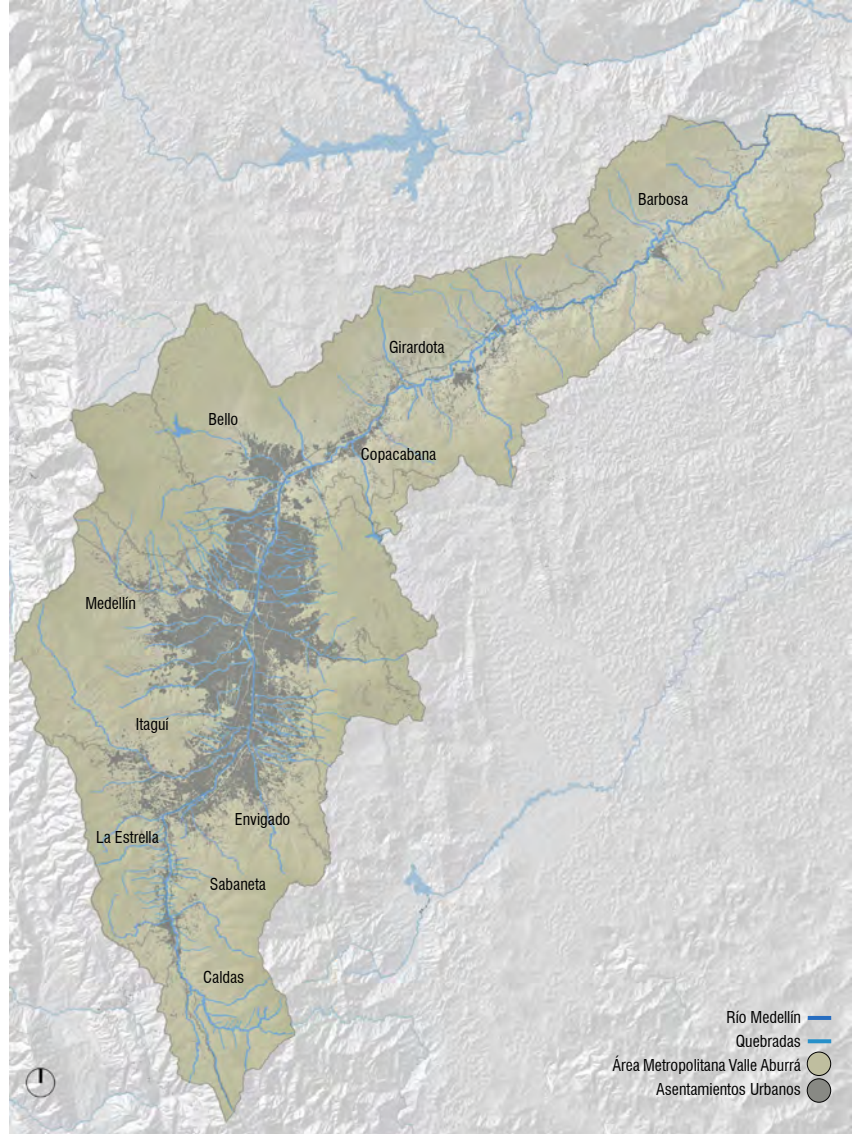 Barbosa
Girardota
Bello
Copacabana
Medellín
Itaguí
Envigado
La Estrella
Sabaneta
Caldas
Río Medellín
Quebradas
Área Metropolitana Valle Aburrá
Asentamientos Urbanos